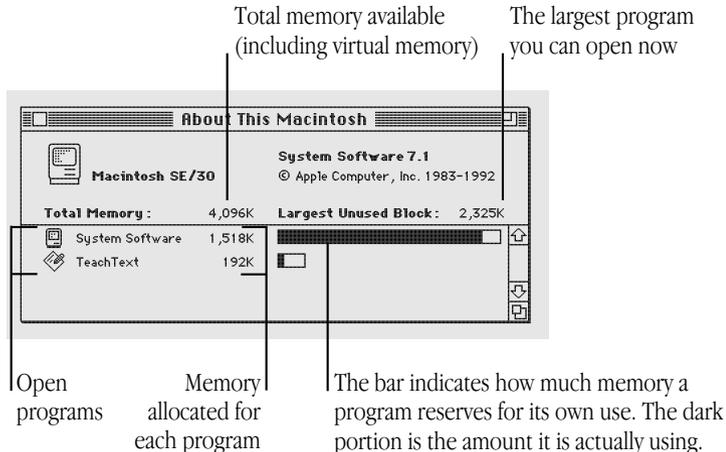 Total memory available
(including virtual memory)
The largest program
you can open now
About This Macintosh
Macintosh SE/30
System Software 7.1
© Apple Computer, Inc. 1983-1992
Total Memory : 4,096K Largest Unused Block : 2,325K
System Software 1,518K
TeachText 192K
Open
programs
Memory
allocated for
each program
The bar indicates how much memory a
program reserves for its own use. The dark
portion is the amount it is actually using.